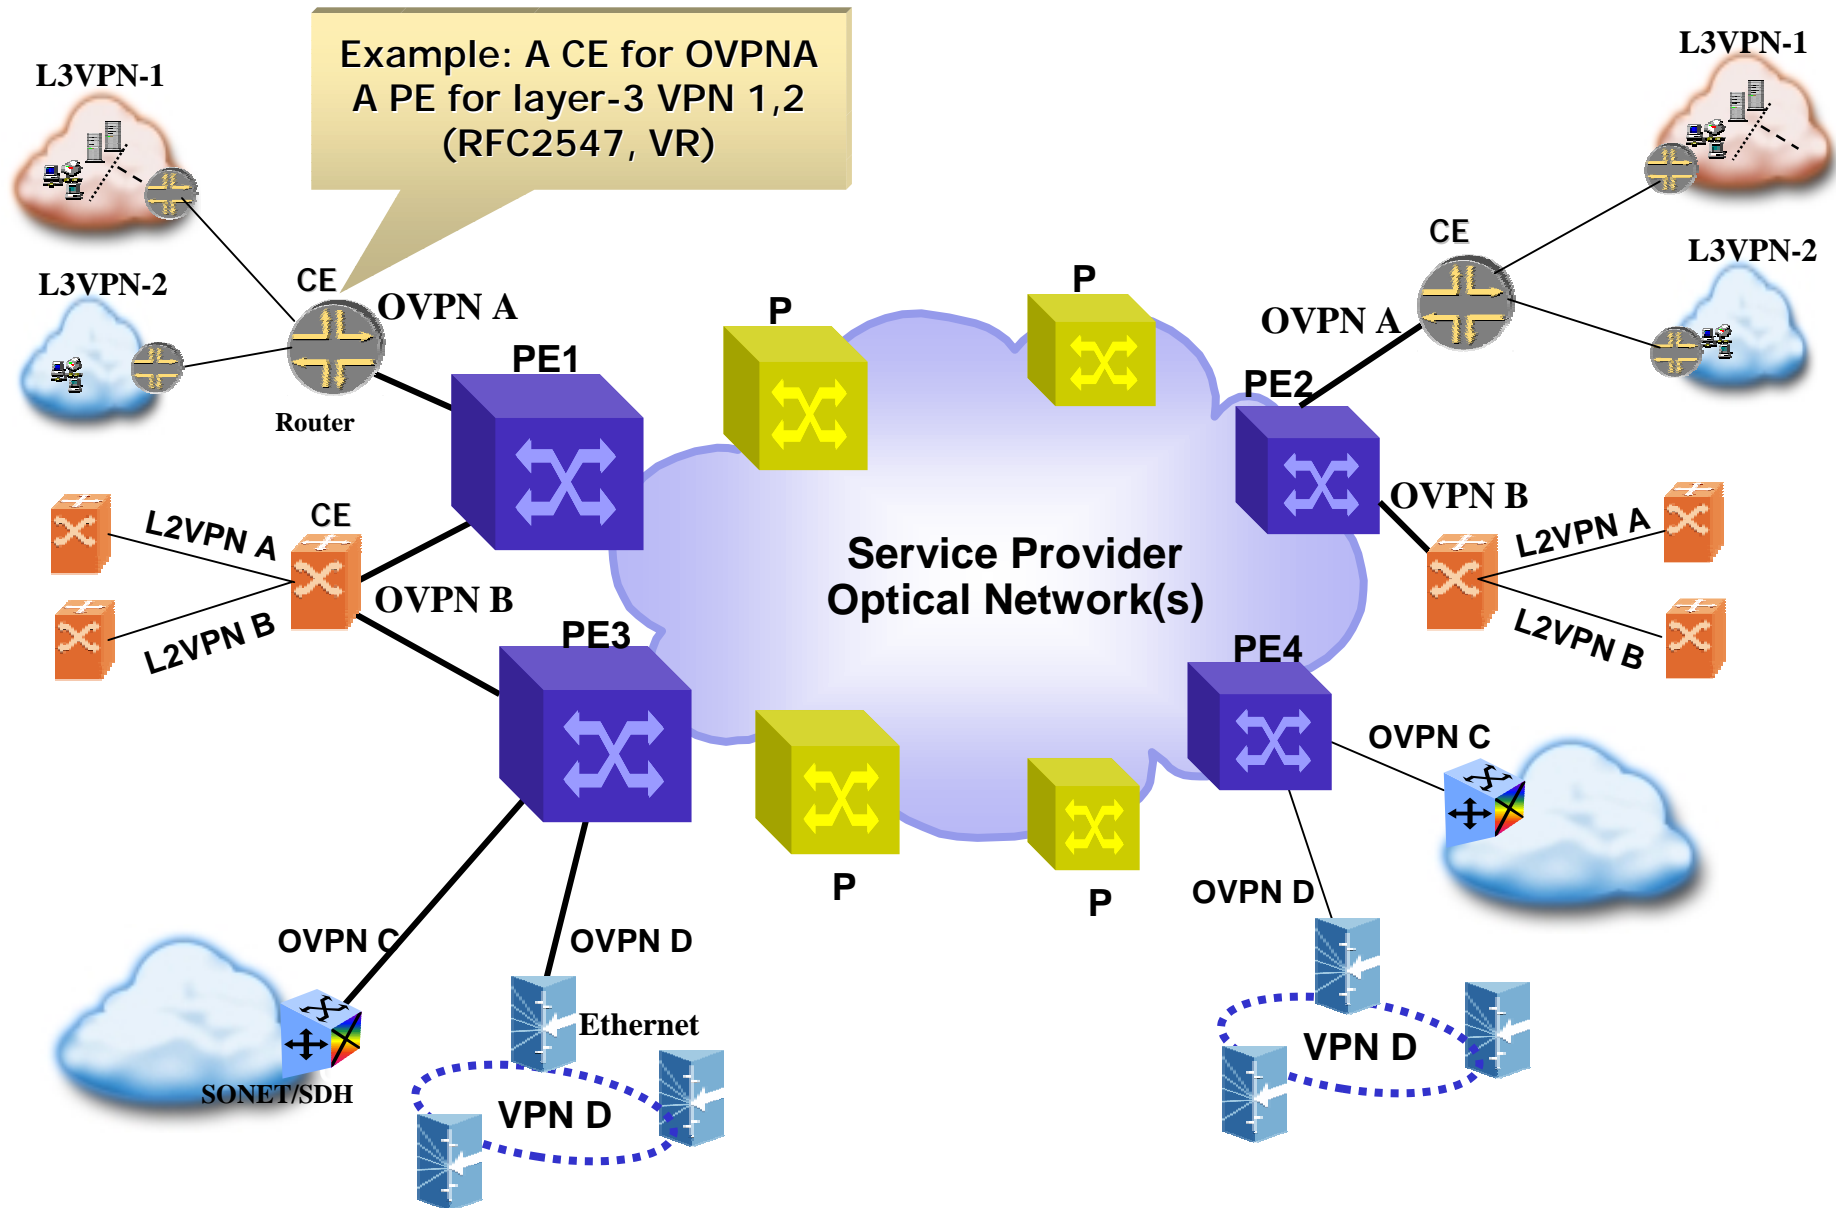 Example: A CE for OVPNA
A PE for layer-3 VPN 1,2
(RFC2547, VR)
L3VPN-1
L3VPN-1
L3VPN-2
CE
OVPN A
Router
PE1
P
P
CE
L3VPN-2
OVPN A
PE2
OVPN B
L2VPN A
L2VPN B
CE
OVPN B
PE3
Service Provider
Optical Network(s)
L2VPN A
L2VPN B
PE4
OVPN C
OVPN D
P
P
OVPN C
OVPN D
Ethernet
SONET/SDH
VPN D
VPN D